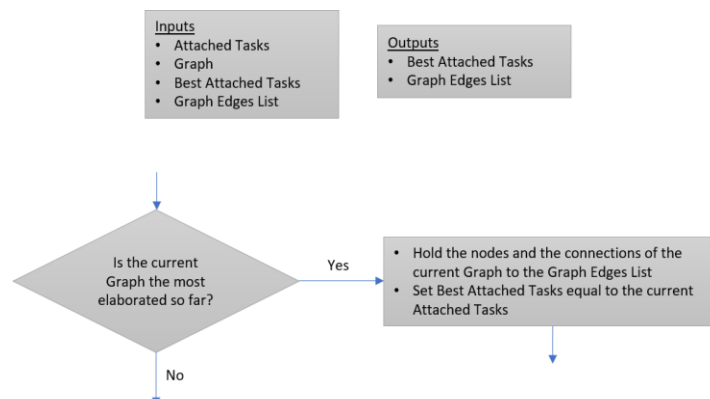 Inputs
• Attached Tasks
• Graph
• Best Attached Tasks
• Graph Edges List
Outputs
• Best Attached Tasks
• Graph Edges List
Is the current
Graph the most
elaborated so far?
Yes
• Hold the nodes and the connections of the
current Graph to the Graph Edges List
• Set Best Attached Tasks equal to the current
Attached Tasks
No